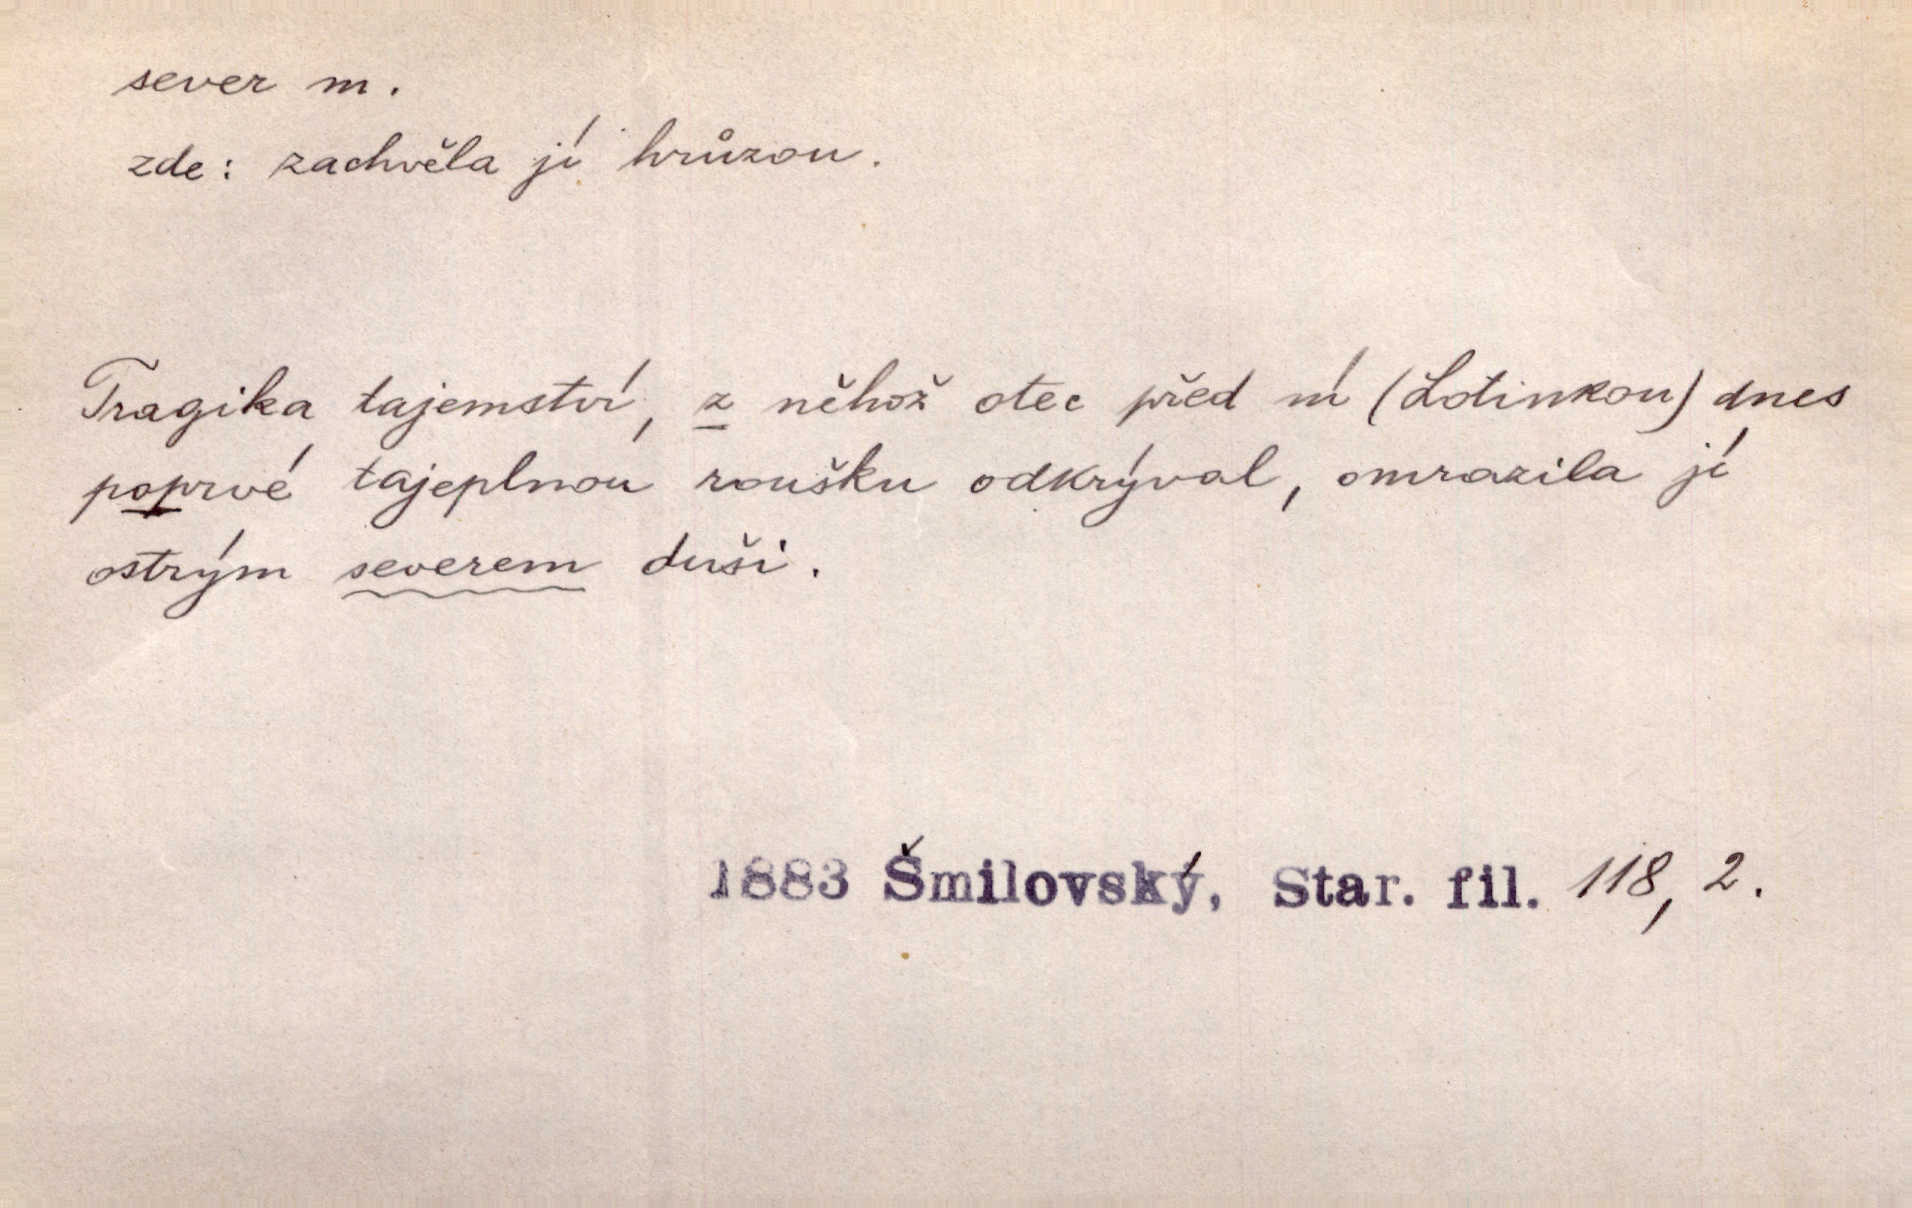 sever m.
zde: zachvěla jí hrůzou.
Tragika tajemství, z něhož otec před ní (Lotinkou) dnes
poprvé tajeplnou roušku odkrýval, omrazila jí
ostrým severem duši.
1883 Šmilovský, Star. fil. 118, 2.